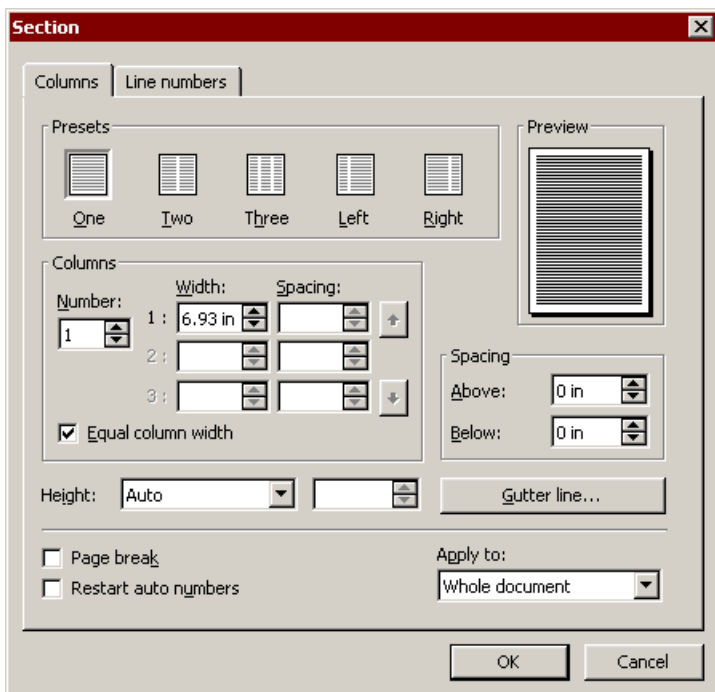 Section
Columns
Line numbers
Presets
One
Two
Three
Left
Right
Preview
Columns
Number:
Width:
Spacing:
1
1 :
6.93 in
2 :
3 :
Equal column width
Spacing
Above:
0 in
Below:
0 in
Height:
Auto
Gutter line...
Page break
Restart auto numbers
Apply to:
Whole document
OK
Cancel